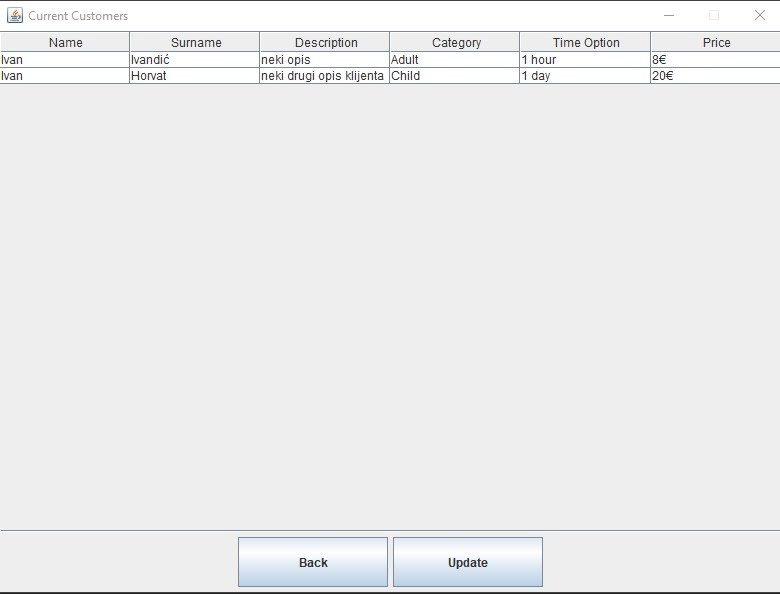 Current Customers
Name Surname Description Category Time Option Price
Ivan Ivandić neki opis Adult 1 hour 8€
Ivan Horvat neki drugi opis klijenta Child 1 day 20€
Back Update